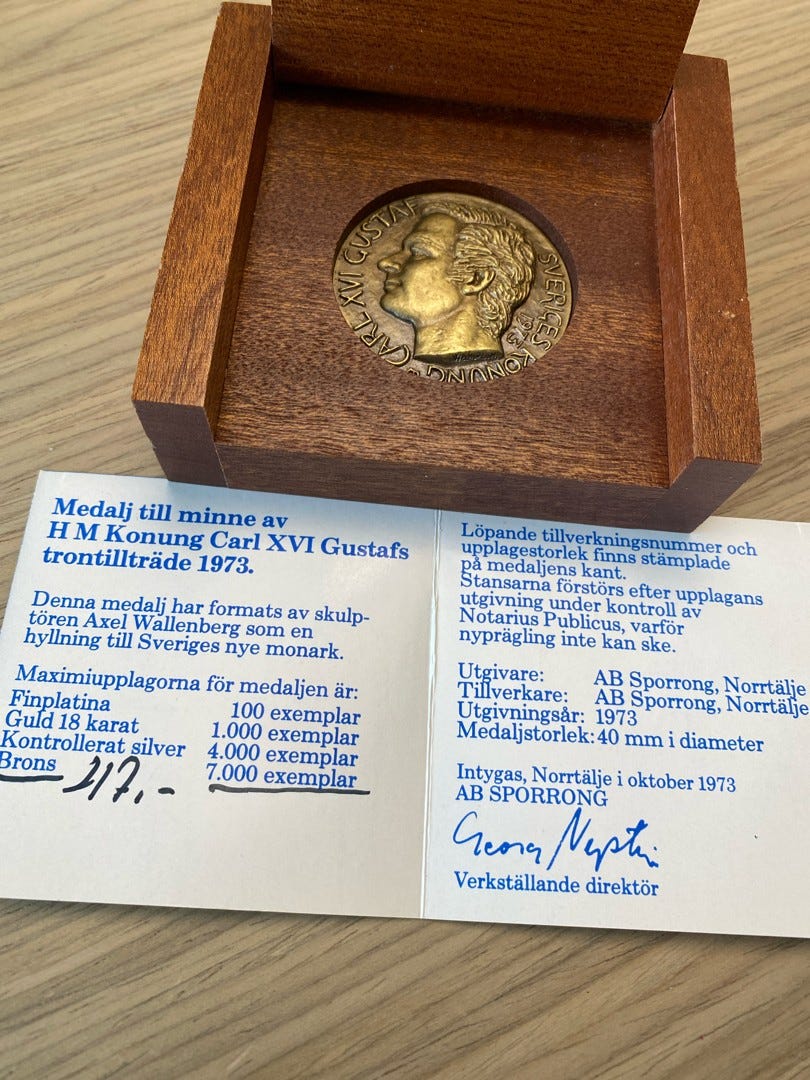 CARL XVI GUSTAF
SVERIGES KONUNG
1973
Medalj till minne av
H M Konung Carl XVI Gustafs
trontillträde 1973.
Denna medalj har formats av skulp-
tören Axel Wallenberg som en
hyllning till Sveriges nye monark.
Maximiupplagorna för medaljen är:
Finplatina 100 exemplar
Guld 18 karat 1.000 exemplar
Kontrollerat silver 4.000 exemplar
Brons 217,- 7.000 exemplar
Löpande tillverkningsnummer och
upplagestorlek finns stämplade
på medaljens kant.
Stansarna förstörs efter upplagans
utgivning under kontroll av
Notarius Publicus, varför
nyprägling inte kan ske.
Utgivare: AB Sporrong, Norrtälje
Tillverkare: AB Sporrong, Norrtälje
Utgivningsår: 1973
Medaljstorlek: 40 mm i diameter
Intygas, Norrtälje i oktober 1973
AB SPORRONG
Georg
Verkställande direktör